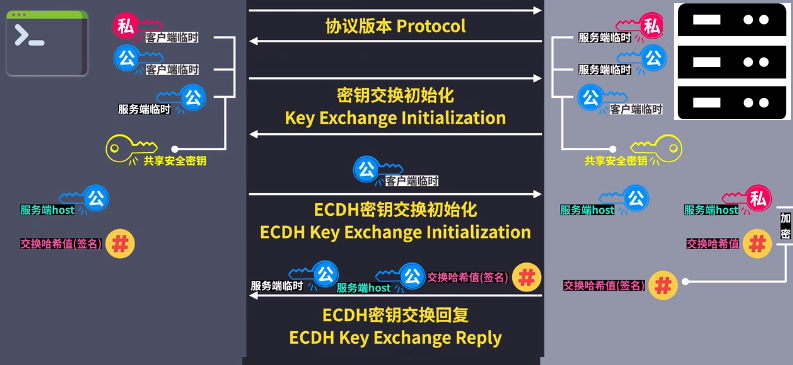 私
客户端临时
公
客户端临时
公
服务端临时
共享安全密钥
公
服务端host
交换哈希值(签名)
#
协议版本 Protocol
密钥交换初始化
Key Exchange Initialization
公
客户端临时
ECDH密钥交换初始化
ECDH Key Exchange Initialization
公
服务端临时
公
服务端host
交换哈希值(签名)
#
ECDH密钥交换回复
ECDH Key Exchange Reply
私
服务端临时
公
服务端临时
公
客户端临时
共享安全密钥
公
服务端host
私
服务端host
加密
交换哈希值
#
交换哈希值(签名)
#